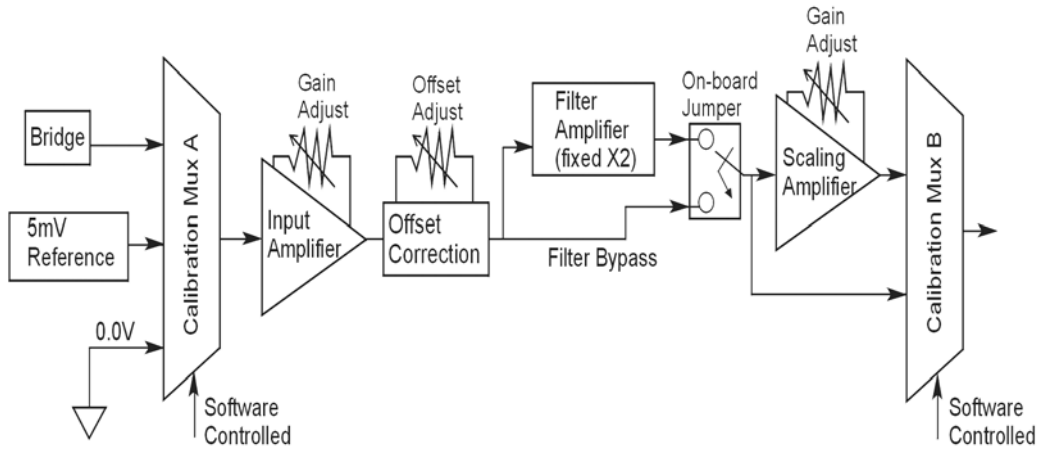 Bridge
5mV
Reference
0.0V
Calibration Mux A
Software
Controlled
Gain
Adjust
Input
Amplifier
Offset
Adjust
Offset
Correction
Filter
Amplifier
(fixed X2)
Filter Bypass
On-board
Jumper
Gain
Adjust
Scaling
Amplifier
Calibration Mux B
Software
Controlled